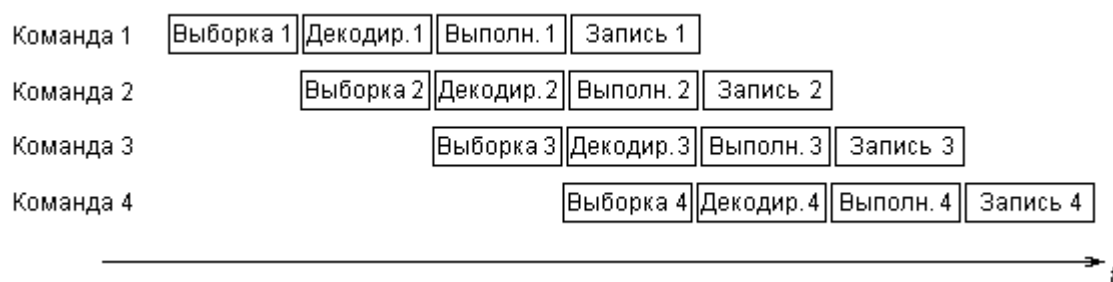 Команда 1 Выборка 1 Декодир.1 Выполн. 1 Запись 1
Команда 2 Выборка 2 Декодир.2 Выполн. 2 Запись 2
Команда 3 Выборка 3 Декодир.3 Выполн. 3 Запись 3
Команда 4 Выборка 4 Декодир.4 Выполн. 4 Запись 4